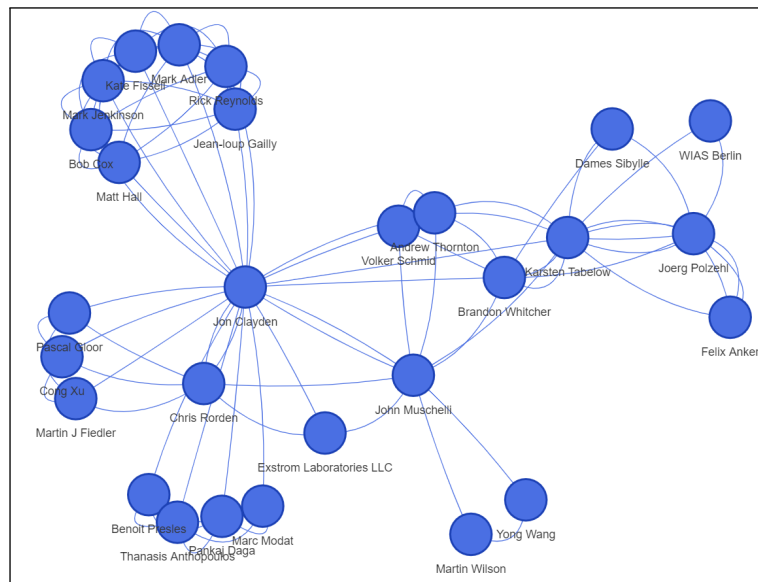 Kate Fissell
Mark Adler
Rick Reynolds
Mark Jenkinson
Jean-loup Gailly
Bob Cox
Matt Hall
Dames Sibylle
WIAS Berlin
Andrew Thornton
Volker Schmid
Karsten Tabelow
Joerg Polzehl
Brandon Whitcher
Jon Clayden
Pascal Gloor
Felix Anker
Cong Xu
Martin J Fiedler
Chris Rorden
John Muschelli
Exstrom Laboratories LLC
Benoit Presles
Thanasis Anthopoulos
Pankaj Daga
Marc Modat
Yong Wang
Martin Wilson